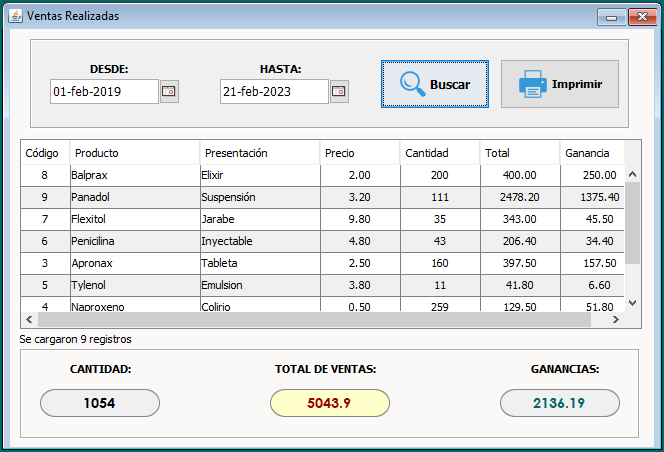 Ventas Realizadas
DESDE: HASTA:
01-feb-2019 21-feb-2023 Buscar Imprimir
Código Producto Presentación Precio Cantidad Total Ganancia
8 Balprax Elixir 2.00 200 400.00 250.00
9 Panadol Suspensión 3.20 111 2478.20 1375.40
7 Flexitol Jarabe 9.80 35 343.00 45.50
6 Penicilina Inyectable 4.80 43 206.40 34.40
3 Apronax Tableta 2.50 160 397.50 157.50
5 Tylenol Emulsion 3.80 11 41.80 6.60
4 Naproxeno Colirio 0.50 259 129.50 51.80
Se cargaron 9 registros
CANTIDAD: TOTAL DE VENTAS: GANANCIAS:
1054 5043.9 2136.19